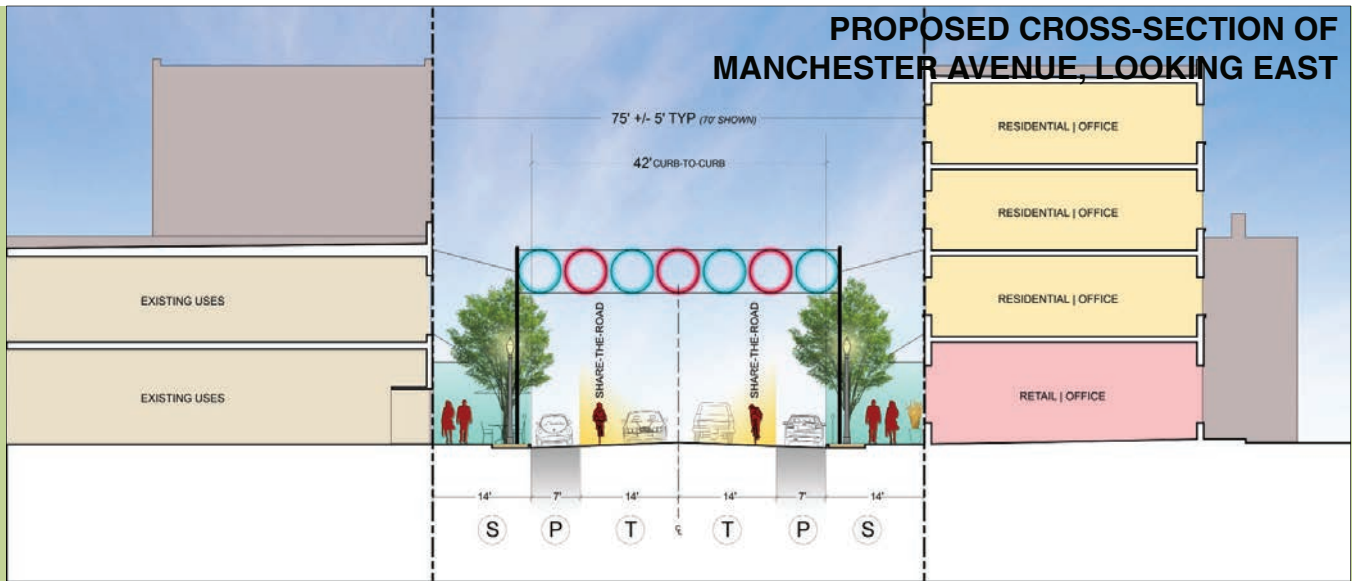 PROPOSED CROSS-SECTION OF
MANCHESTER AVENUE, LOOKING EAST
75' +/- 5' TYP (70' SHOWN)
42' CURB-TO-CURB
RESIDENTIAL | OFFICE
RESIDENTIAL | OFFICE
RESIDENTIAL | OFFICE
RETAIL | OFFICE
EXISTING USES
EXISTING USES
SHARE-THE-ROAD
SHARE-THE-ROAD
14' 7' 14' 14' 7' 14'
S P T ℄ T P S